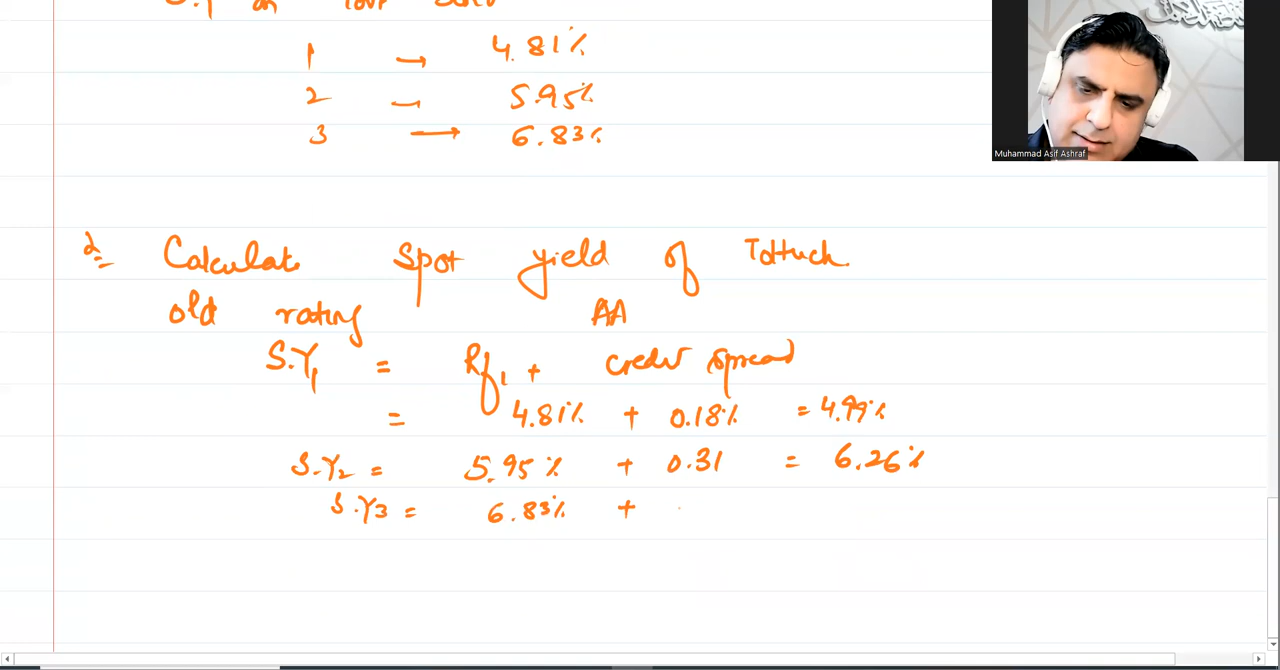 1 → 4.81%
2 – 5.95%
3 → 6.83%
Muhammad Asif Ashraf
2= Calculate Spot yield of Tottuck
old rating AA
S.Y1 = Rf1 + credit spread
= 4.81% + 0.18% = 4.99%
S.Y2 = 5.95% + 0.31 = 6.26%
S.Y3 = 6.83% +